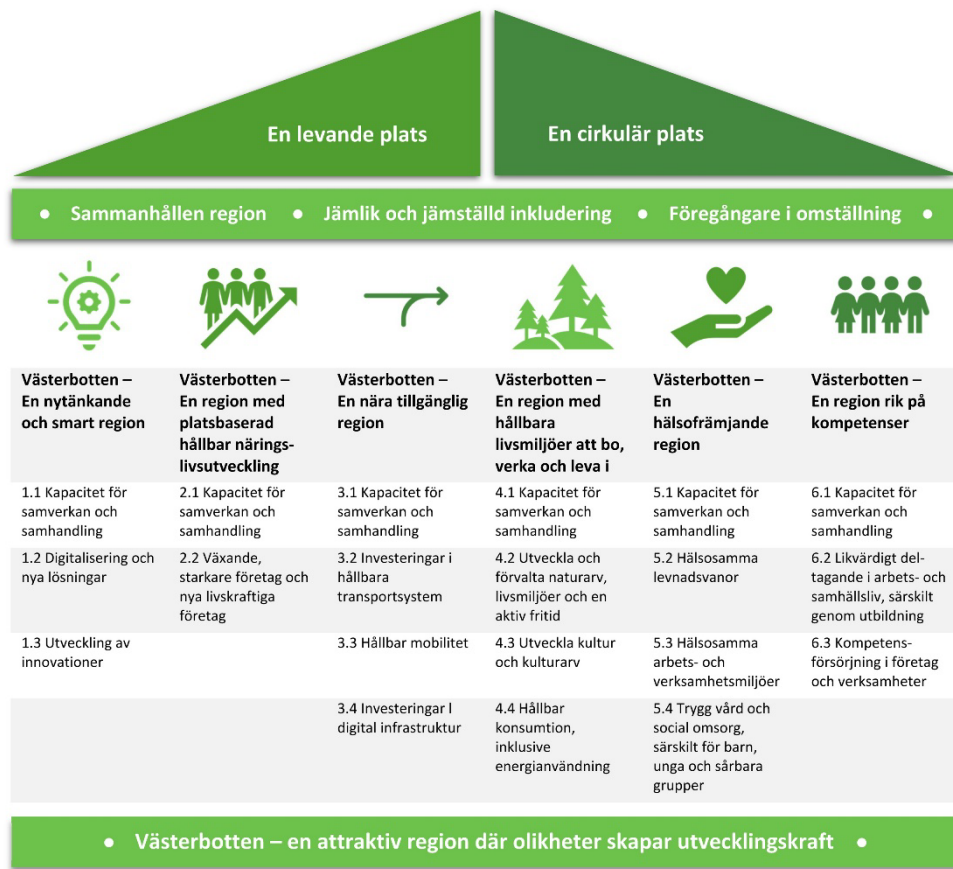 En levande plats
En cirkulär plats
● Sammanhållen region ● Jämlik och jämställd inkludering ● Föregångare i omställning ●
Västerbotten –
En nytänkande
och smart region
Västerbotten –
En region med
platsbaserad
hållbar närings-
livsutveckling
Västerbotten –
En nära tillgänglig
region
Västerbotten –
En region med
hållbara
livsmiljöer att bo,
verka och leva i
Västerbotten –
En
hälsofrämjande
region
Västerbotten –
En region rik på
kompetenser
1.1 Kapacitet för
samverkan och
samhandling
2.1 Kapacitet för
samverkan och
samhandling
3.1 Kapacitet för
samverkan och
samhandling
4.1 Kapacitet för
samverkan och
samhandling
5.1 Kapacitet för
samverkan och
samhandling
6.1 Kapacitet för
samverkan och
samhandling
1.2 Digitalisering och
nya lösningar
2.2 Växande,
starkare företag och
nya livskraftiga
företag
3.2 Investeringar i
hållbara
transportsystem
4.2 Utveckla och
förvalta naturarv,
livsmiljöer och en
aktiv fritid
5.2 Hälsosamma
levnadsvanor
6.2 Likvärdigt del-
tagande i arbets- och
samhällsliv, särskilt
genom utbildning
1.3 Utveckling av
innovationer
3.3 Hållbar mobilitet
4.3 Utveckla kultur
och kulturarv
5.3 Hälsosamma
arbets- och
verksamhetsmiljöer
6.3 Kompetens-
försörjning i företag
och verksamheter
3.4 Investeringar I
digital infrastruktur
4.4 Hållbar
konsumtion,
inklusive
energianvändning
5.4 Trygg vård och
social omsorg,
särskilt för barn,
unga och sårbara
grupper
● Västerbotten – en attraktiv region där olikheter skapar utvecklingskraft ●